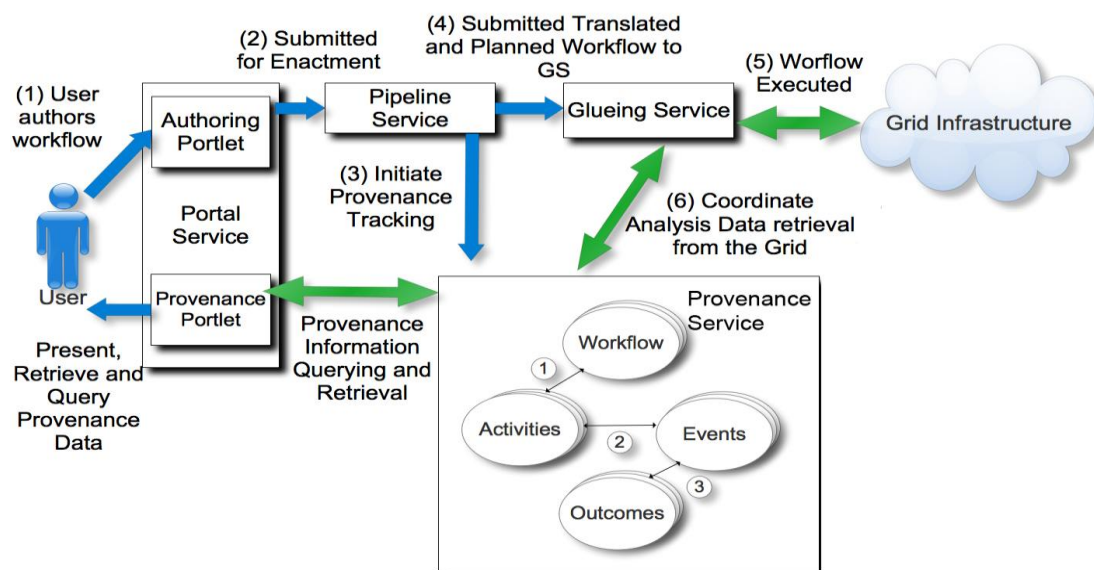 (1) User
authors
workflow
(2) Submitted
for Enactment
(4) Submitted Translated
and Planned Workflow to
GS
(5) Worflow
Executed
Authoring
Portlet
Pipeline
Service
Glueing Service
Grid Infrastructure
(3) Initiate
Provenance
Tracking
Portal
Service
(6) Coordinate
Analysis Data retrieval
from the Grid
User
Provenance
Portlet
Present,
Retrieve and
Query
Provenance
Data
Provenance
Information
Querying and
Retrieval
Provenance
Service
Workflow
1
Activities
2
Events
3
Outcomes